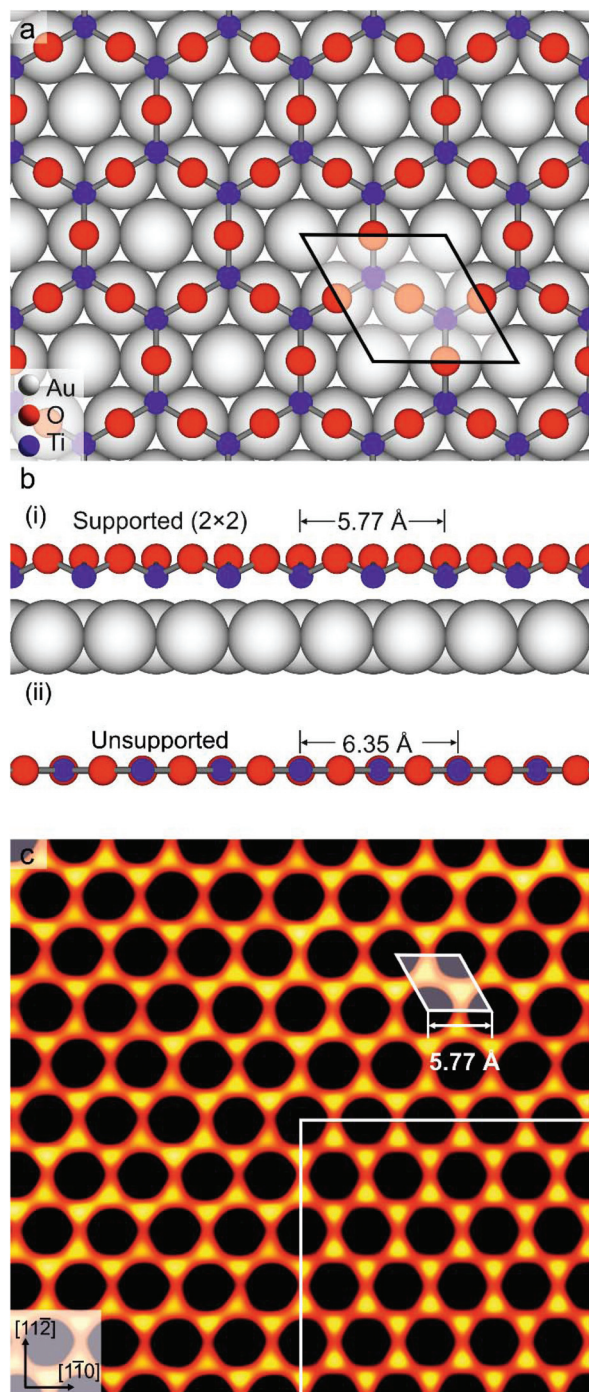 a
Au
O
Ti
b
(i)
Supported (2×2)
5.77 Å
(ii)
Unsupported
6.35 Å
c
5.77 Å
[112̅]
[11̅0]